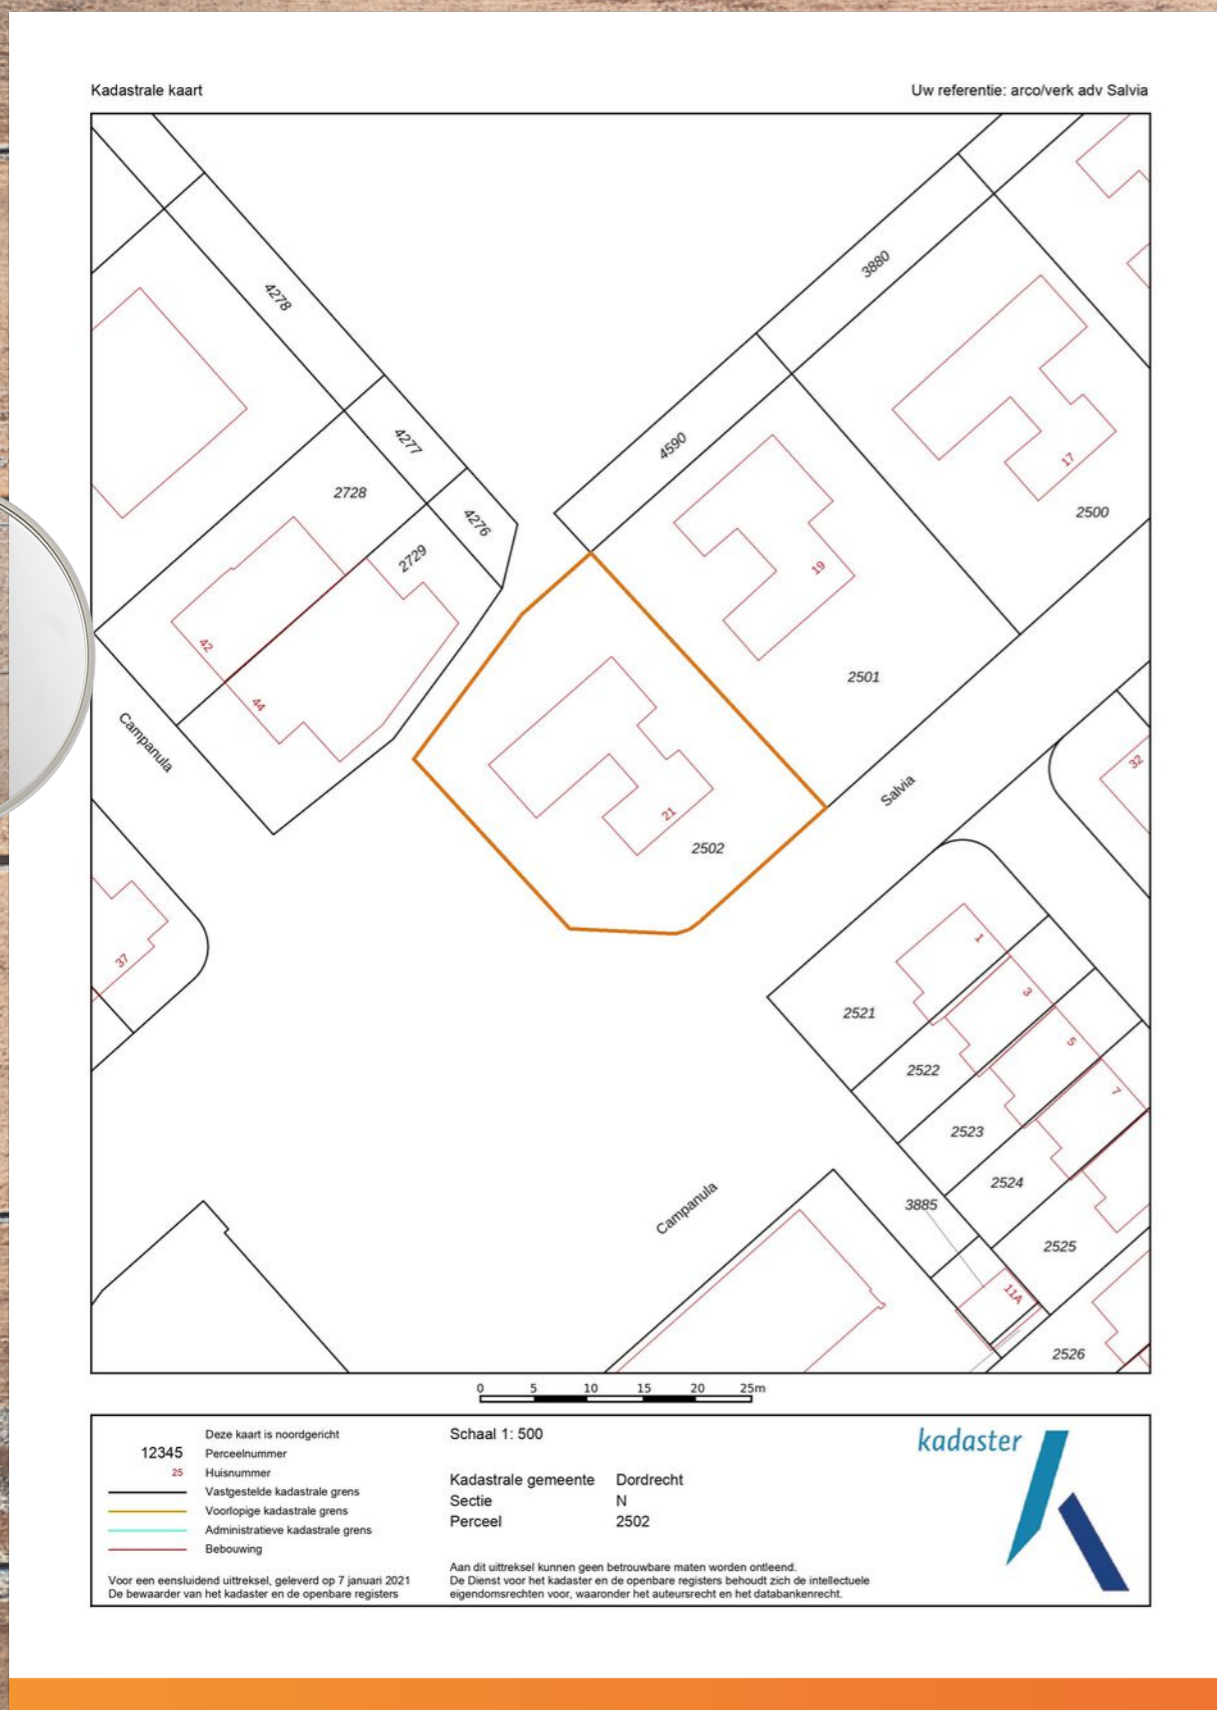 Kadastrale kaart
Uw referentie: arco/verk adv Salvia
3880
4278
4590
4277
17
2728
2500
4276
2729
19
42
2501
44
Campanula
32
Salvia
21
2502
1
37
3
2521
5
2522
7
2523
2524
Campanula
3885
2525
11A
2526
0 5 10 15 20 25m
Deze kaart is noordgericht
12345 Perceelnummer
25 Huisnummer
Vastgestelde kadastrale grens
Voorlopige kadastrale grens
Administratieve kadastrale grens
Bebouwing
Voor een eensluidend uittreksel, geleverd op 7 januari 2021
De bewaarder van het kadaster en de openbare registers
Schaal 1: 500
Kadastrale gemeente Dordrecht
Sectie N
Perceel 2502
Aan dit uittreksel kunnen geen betrouwbare maten worden ontleend.
De Dienst voor het kadaster en de openbare registers behoudt zich de intellectuele
eigendomsrechten voor, waaronder het auteursrecht en het databankenrecht.
kadaster